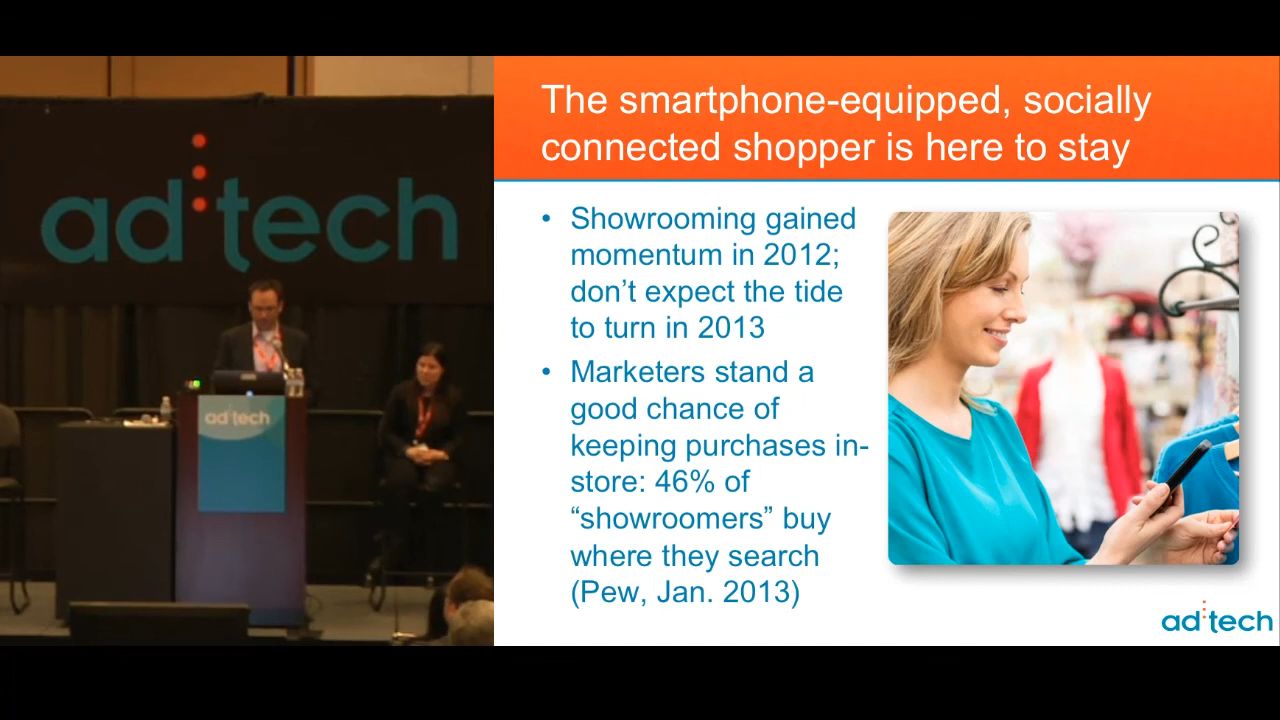 ad:tech
ad:tech
The smartphone-equipped, socially
connected shopper is here to stay
• Showrooming gained
momentum in 2012;
don’t expect the tide
to turn in 2013
• Marketers stand a
good chance of
keeping purchases in-
store: 46% of
“showroomers” buy
where they search
(Pew, Jan. 2013)
ad:tech